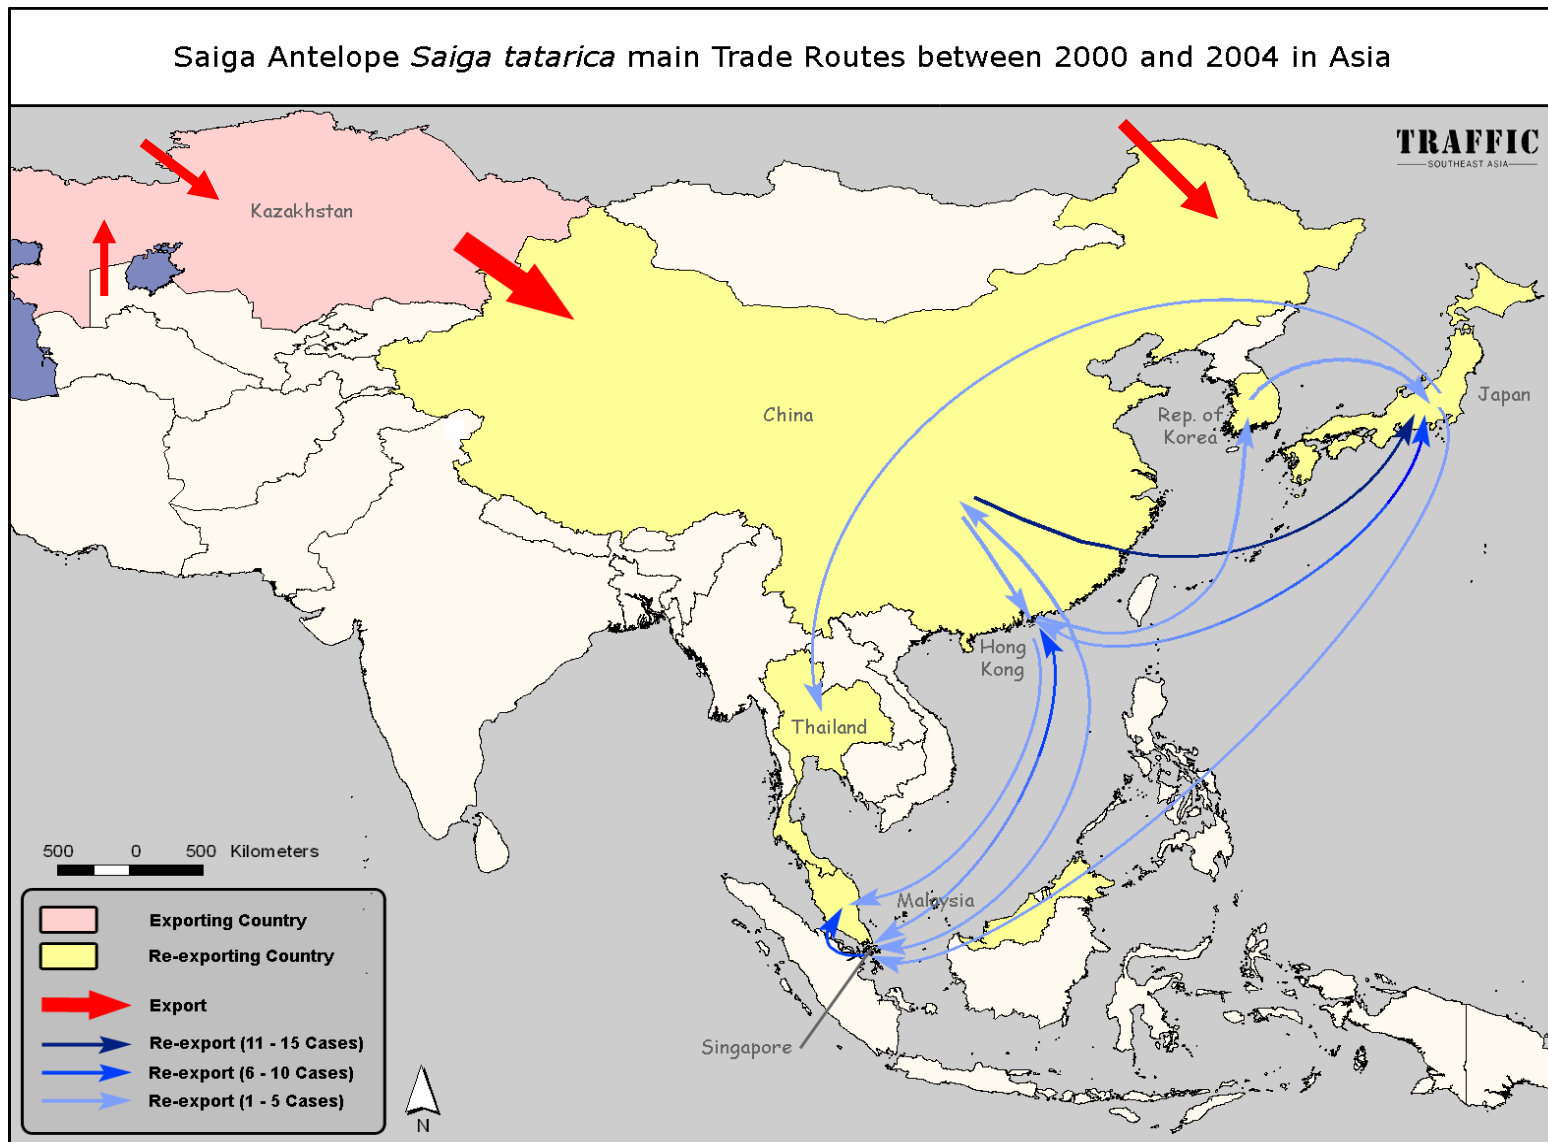 Saiga Antelope Saiga tatarica main Trade Routes between 2000 and 2004 in Asia
TRAFFIC
SOUTHEAST ASIA
Kazakhstan
China
Rep. of
Korea
Japan
Hong
Kong
Thailand
Malaysia
Singapore
500 0 500 Kilometers
Exporting Country
Re-exporting Country
Export
Re-export (11 - 15 Cases)
Re-export (6 - 10 Cases)
Re-export (1 - 5 Cases)
N